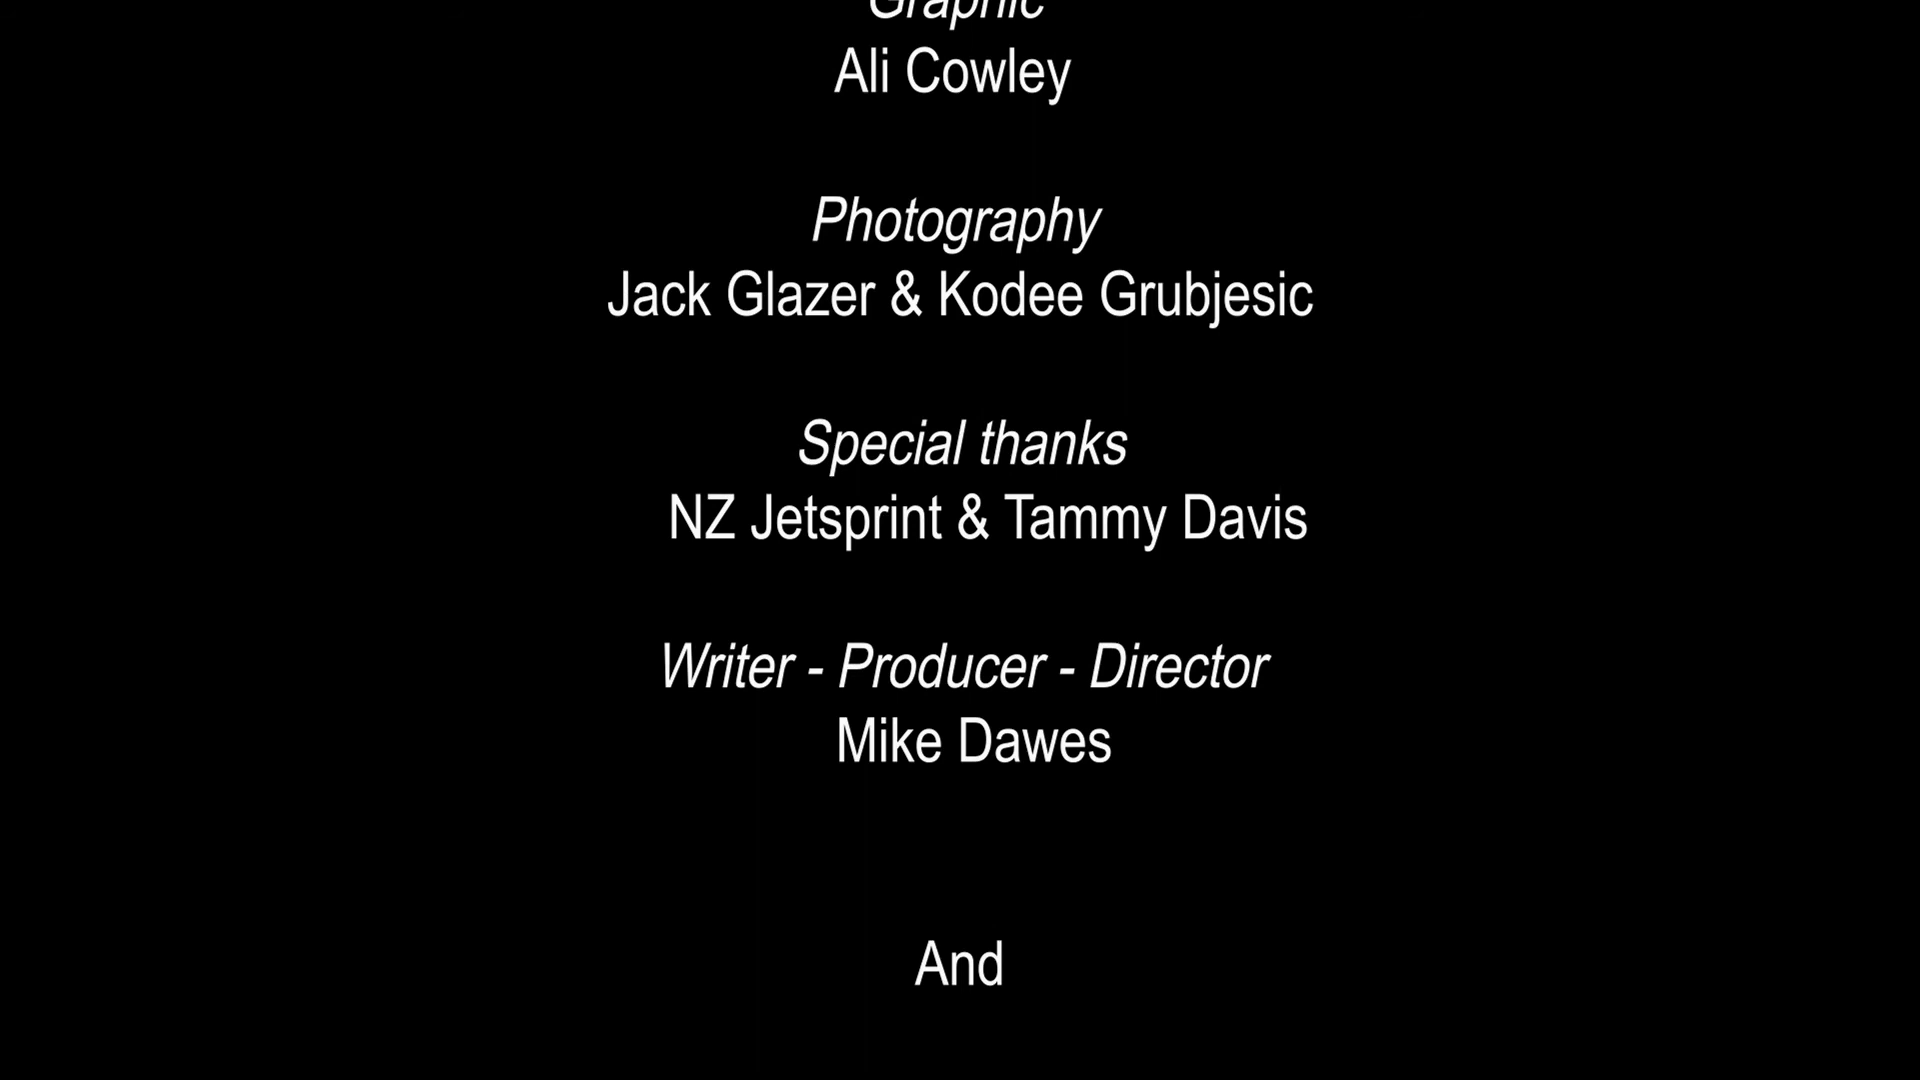 Graphic
Ali Cowley
Photography
Jack Glazer & Kodee Grubjesic
Special thanks
NZ Jetsprint & Tammy Davis
Writer - Producer - Director
Mike Dawes
And